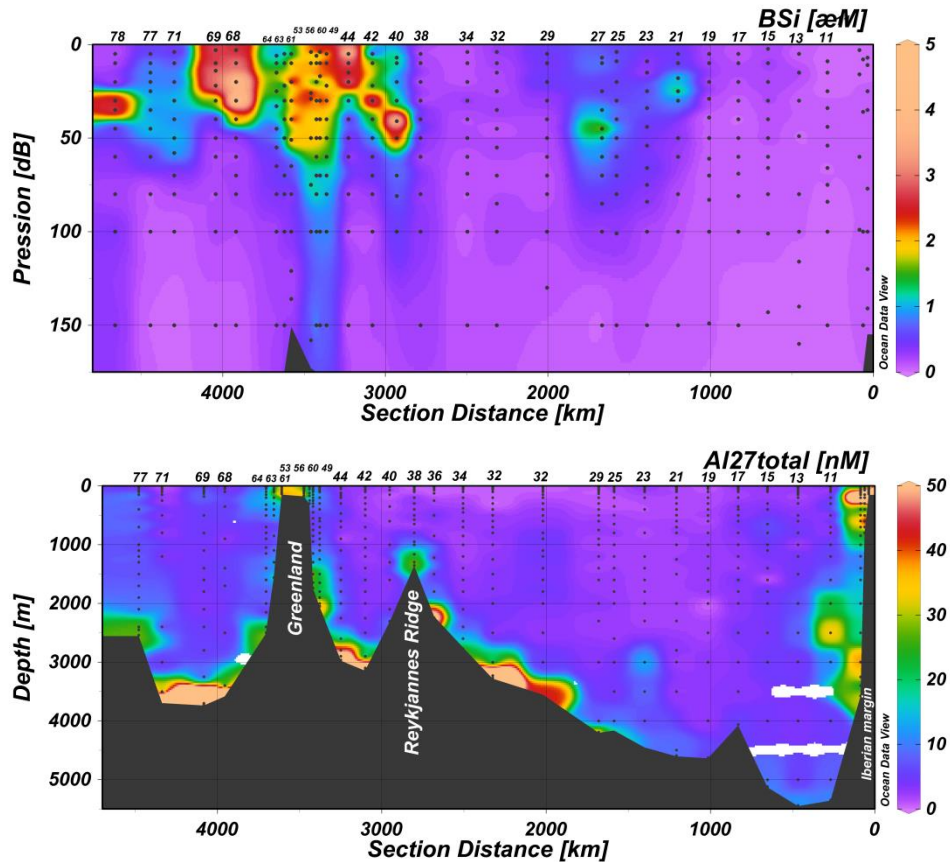 BSi [æM]
78 77 71 69 68 64 63 61 53 56 60 49 44 42 40 38 34 32 29 27 25 23 21 19 17 15 13 11
0
50
100
150
Pression [dB]
4000 3000 2000 1000 0
Section Distance [km]
Ocean Data View
5
4
3
2
1
0
Al27total [nM]
77 71 69 68 64 63 61 53 56 60 49 44 42 40 38 36 34 32 32 29 25 23 21 19 17 15 13 11
0
1000
2000
3000
4000
5000
Depth [m]
Greenland
Reykjannes Ridge
Iberian margin
4000 3000 2000 1000 0
Section Distance [km]
Ocean Data View
50
40
30
20
10
0